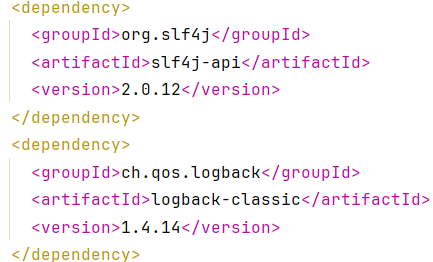 <dependency>
<groupId>org.slf4j</groupId>
<artifactId>slf4j-api</artifactId>
<version>2.0.12</version>
</dependency>
<dependency>
<groupId>ch.qos.logback</groupId>
<artifactId>logback-classic</artifactId>
<version>1.4.14</version>
</dependency>